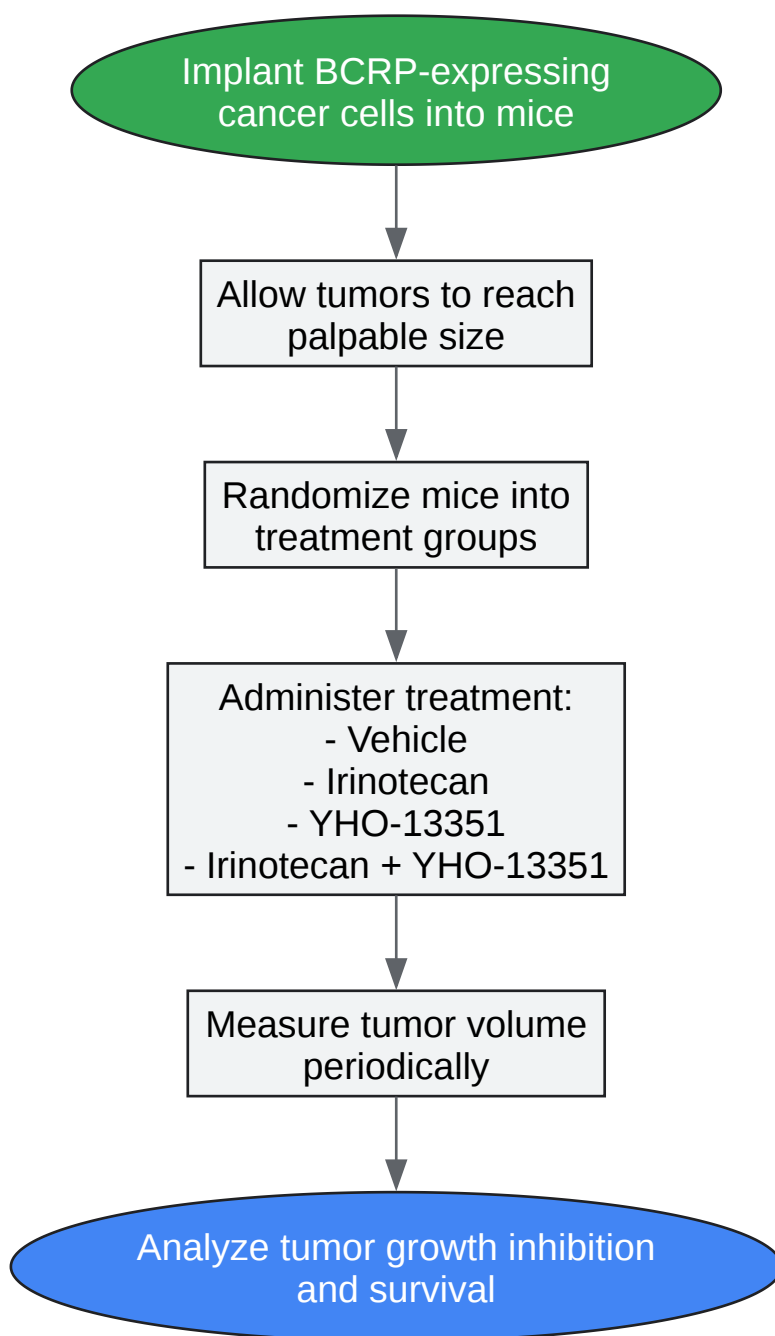 Implant BCRP-expressing
cancer cells into mice
Allow tumors to reach
palpable size
Randomize mice into
treatment groups
Administer treatment:
- Vehicle
- Irinotecan
- YHO-13351
- Irinotecan + YHO-13351
Measure tumor volume
periodically
Analyze tumor growth inhibition
and survival